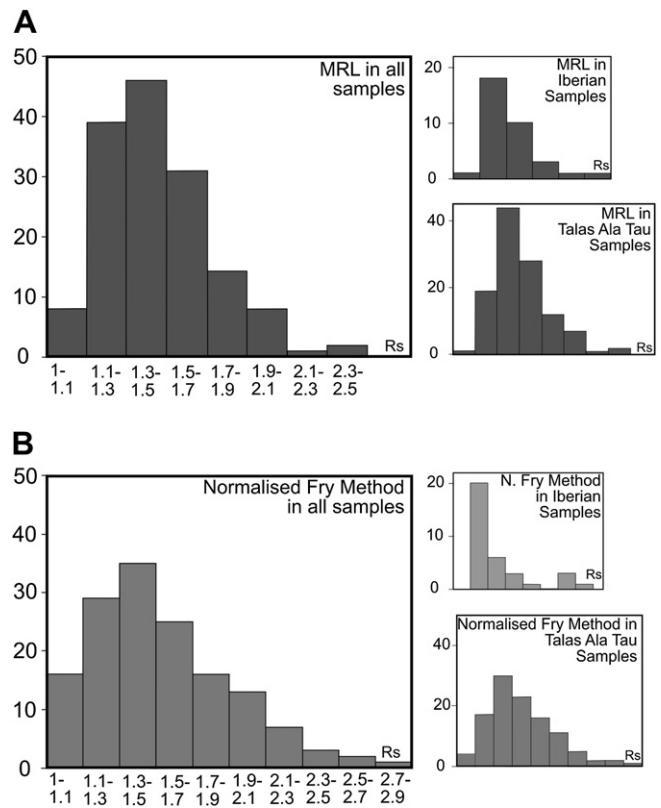 A
MRL in all
samples
50
40
30
20
10
0
Rs
1-
1.1
1.1-
1.3
1.3-
1.5
1.5-
1.7
1.7-
1.9
1.9-
2.1
2.1-
2.3
2.3-
2.5
MRL in
Iberian
Samples
20
10
0
Rs
MRL in
Talas Ala Tau
Samples
40
20
0
Rs
B
Normalised Fry Method
in all samples
50
40
30
20
10
0
Rs
1-
1.1
1.1-
1.3
1.3-
1.5
1.5-
1.7
1.7-
1.9
1.9-
2.1
2.1-
2.3
2.3-
2.5
2.5-
2.7
2.7-
2.9
N. Fry Method
in Iberian
Samples
20
10
0
Rs
Normalised Fry Method in
Talas Ala Tau
Samples
40
20
0
Rs